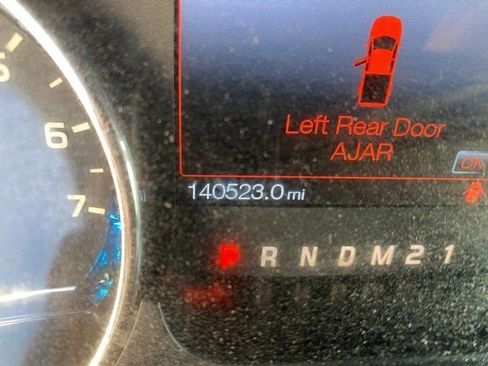 Left Rear Door
AJAR
OK
140523.0 mi
6
7
P R N D M 2 1